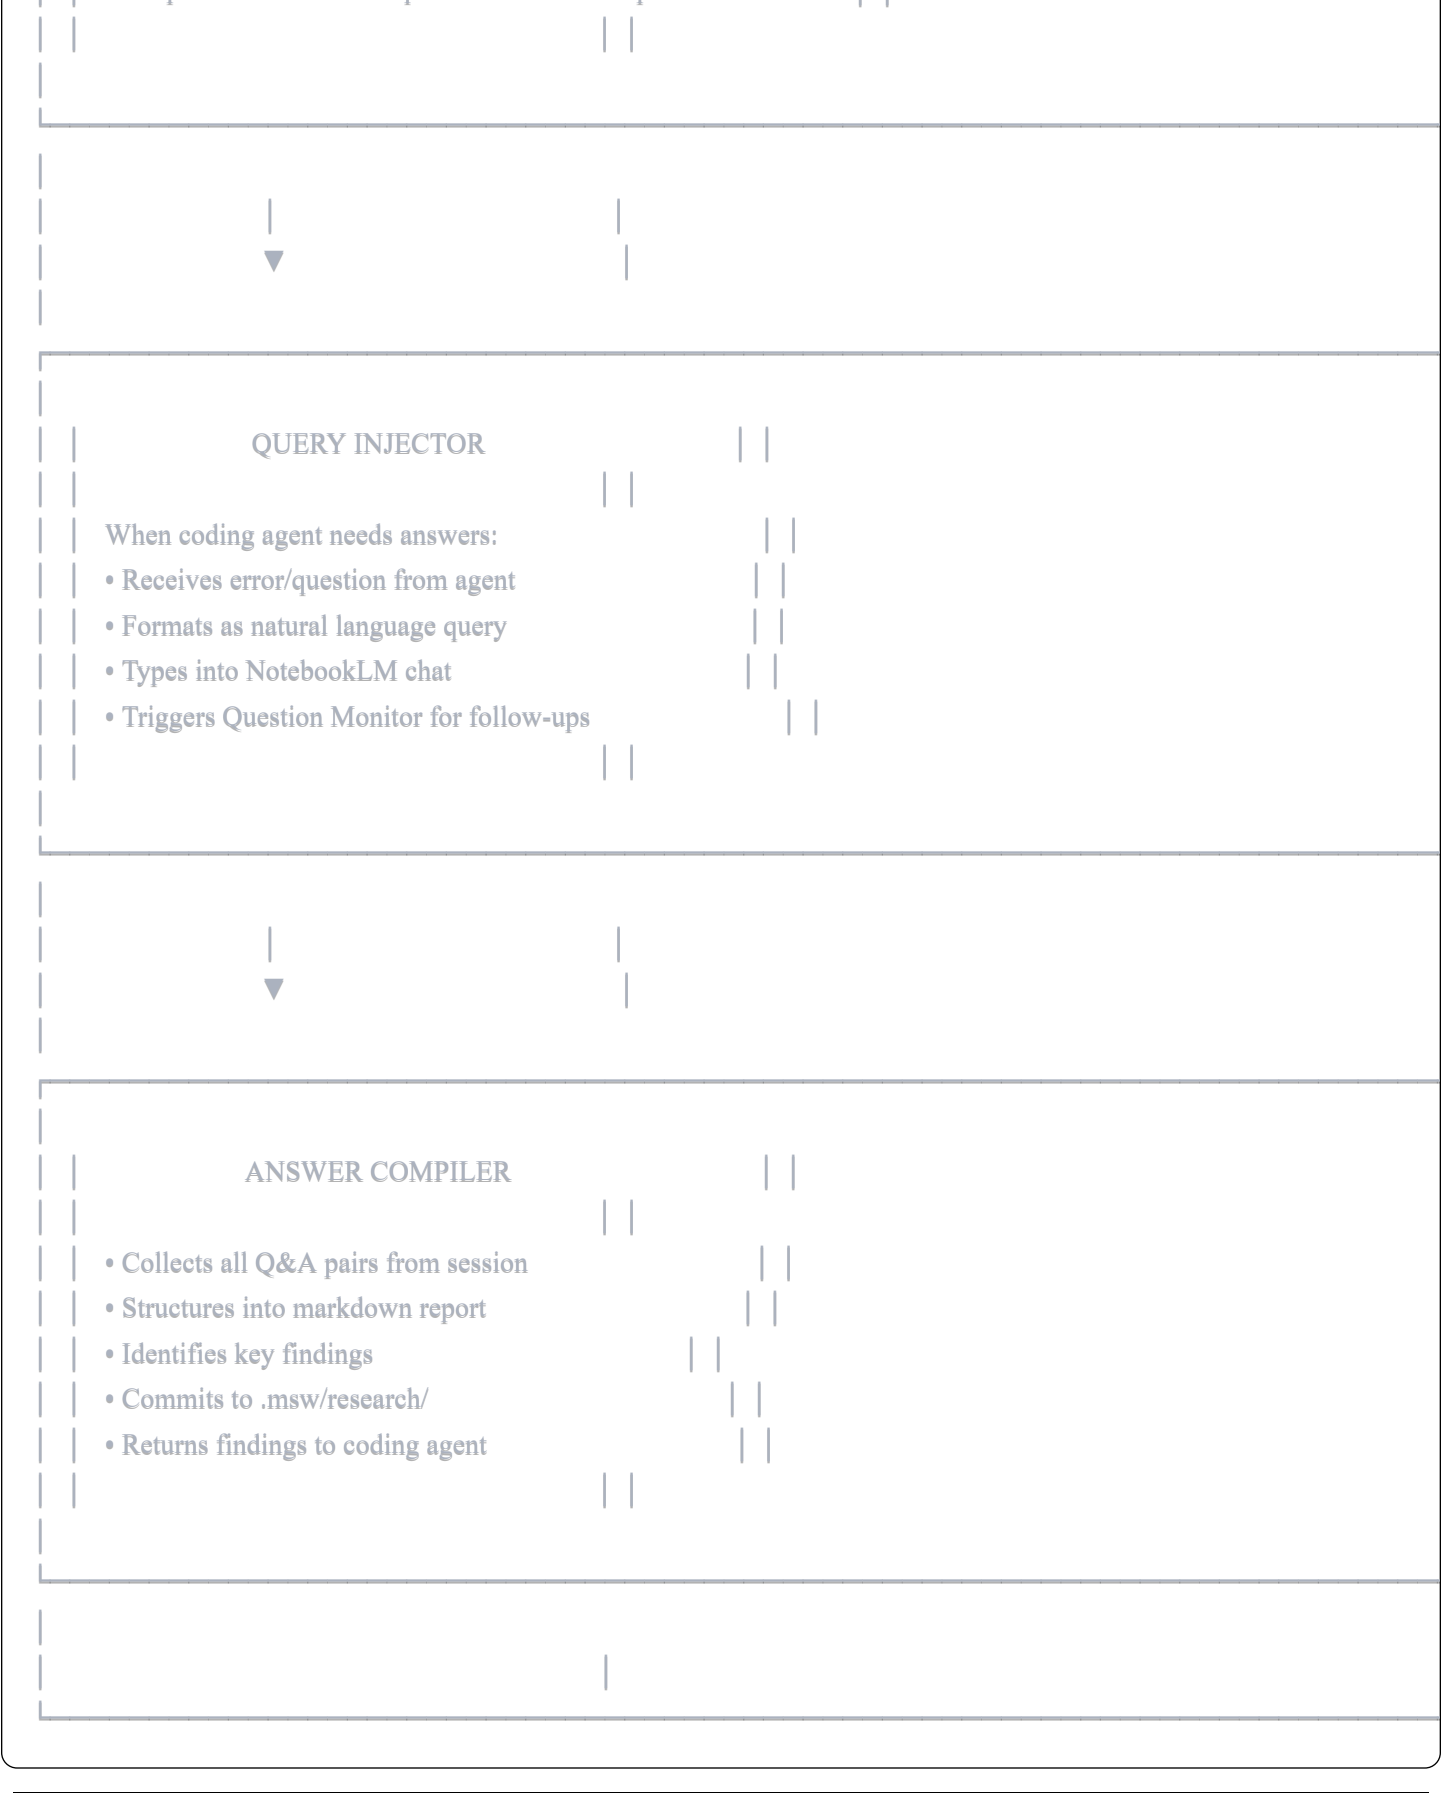 QUERY INJECTOR
When coding agent needs answers:
• Receives error/question from agent
• Formats as natural language query
• Types into NotebookLM chat
• Triggers Question Monitor for follow-ups
▼
ANSWER COMPILER
• Collects all Q&A pairs from session
• Structures into markdown report
• Identifies key findings
• Commits to .msw/research/
• Returns findings to coding agent